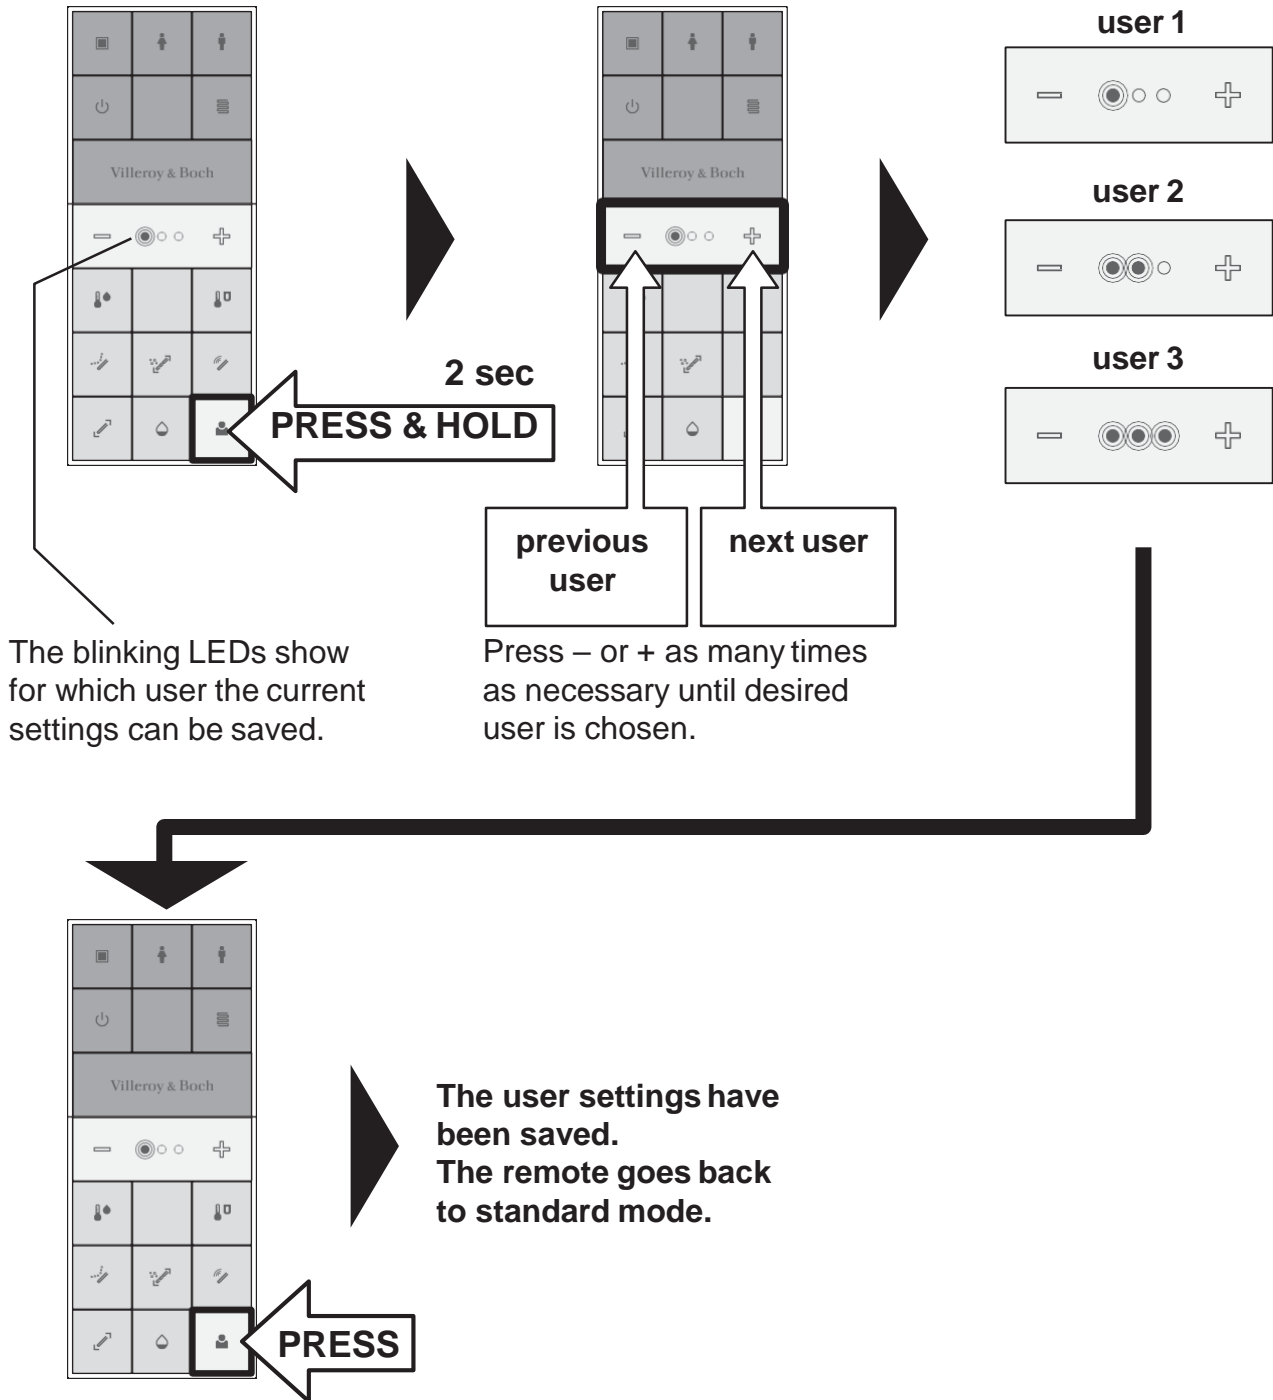 user 1
Villeroy & Boch
Villeroy & Boch
user 2
user 3
2 sec
PRESS & HOLD
previous
user
next user
The blinking LEDs show
for which user the current
settings can be saved.
Press – or + as many times
as necessary until desired
user is chosen.
Villeroy & Boch
The user settings have
been saved.
The remote goes back
to standard mode.
PRESS